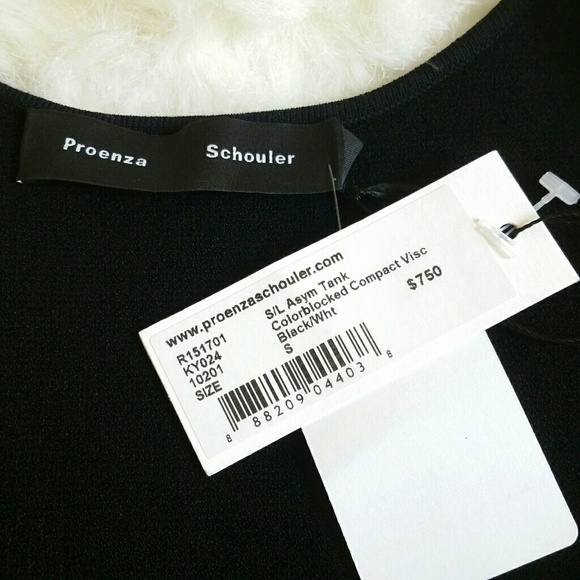 Proenza Schouler
www.proenzaschouler.com
R151701 S/L Asym Tank
KY024 Colorblocked Compact Visc
10201 Black/Wht $750
SIZE S
8 88209 04403 8